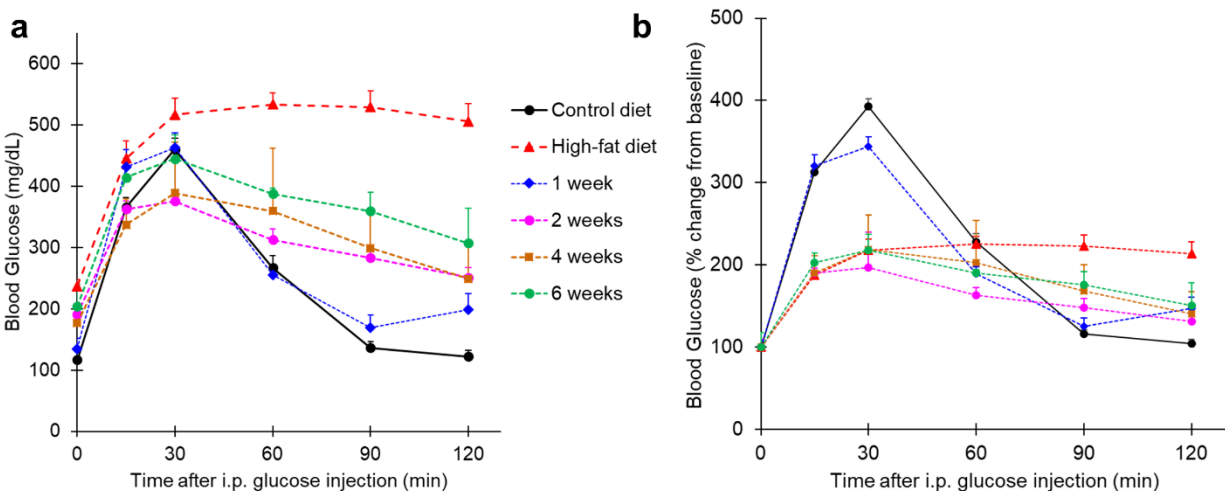 a
Blood Glucose (mg/dL)
600
500
400
300
200
100
0
0 30 60 90 120
Time after i.p. glucose injection (min)
Control diet
High-fat diet
1 week
2 weeks
4 weeks
6 weeks
b
Blood Glucose (% change from baseline)
500
400
300
200
100
0
0 30 60 90 120
Time after i.p. glucose injection (min)